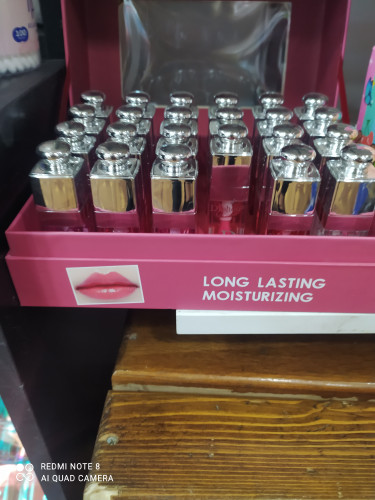 LONG LASTING
MOISTURIZING
REDMI NOTE 8
AI QUAD CAMERA